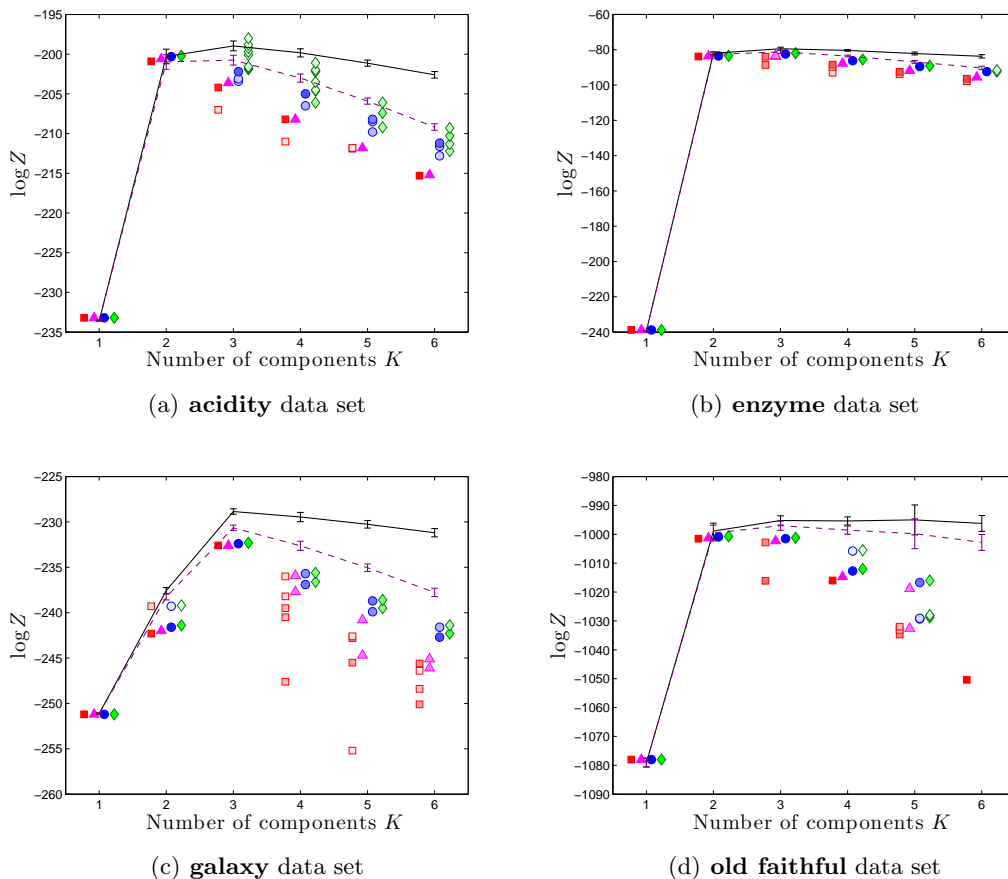 −195
−200
−205
−210
−215
−220
−225
−230
−235
log Z
1 2 3 4 5 6
Number of components K
(a) acidity data set
−60
−80
−100
−120
−140
−160
−180
−200
−220
−240
log Z
1 2 3 4 5 6
Number of components K
(b) enzyme data set
−225
−230
−235
−240
−245
−250
−255
−260
log Z
1 2 3 4 5 6
Number of components K
(c) galaxy data set
−980
−990
−1000
−1010
−1020
−1030
−1040
−1050
−1060
−1070
−1080
−1090
log Z
1 2 3 4 5 6
Number of components K
(d) old faithful data set